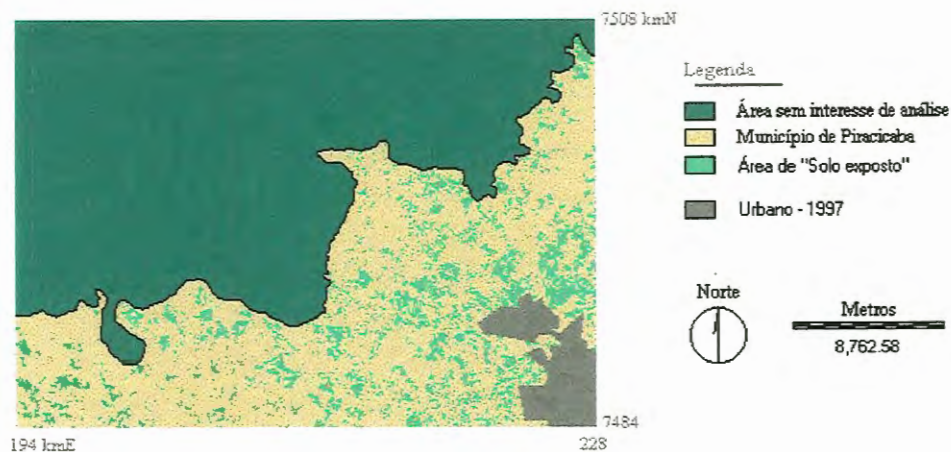 7508 kmN
Legenda
Área sem interesse de análise
Município de Piracicaba
Área de "Solo exposto"
Urbano - 1997
Norte
Metros
8,762.58
7484
194 kmE
228